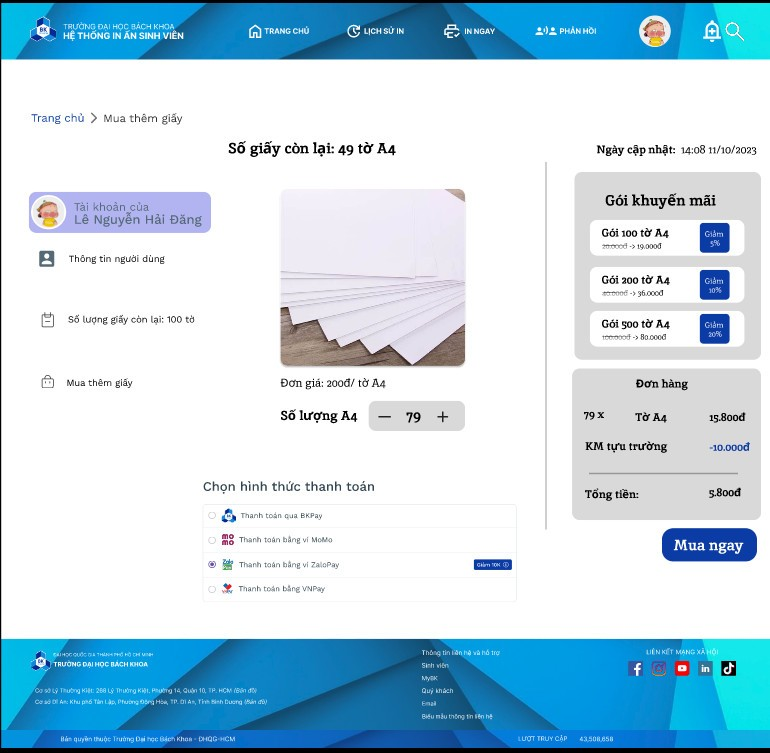 TRƯỜNG ĐẠI HỌC BÁCH KHOA
HỆ THỐNG IN ẤN SINH VIÊN
TRANG CHỦ
LỊCH SỬ IN
IN NGAY
PHẢN HỒI
Trang chủ > Mua thêm giấy
Số giấy còn lại: 49 tờ A4
Ngày cập nhật: 14:08 11/10/2023
Tài khoản của
Lê Nguyễn Hải Đăng
Thông tin người dùng
Số lượng giấy còn lại: 100 tờ
Mua thêm giấy
Đơn giá: 200đ/ tờ A4
Số lượng A4 — 79 +
Chọn hình thức thanh toán
BK
Thanh toán qua BKPay
mo mo
Thanh toán bằng ví MoMo
Zalo Pay
Thanh toán bằng ví ZaloPay
Giảm 10K
Thanh toán bằng VNPay
Gói khuyến mãi
Gói 100 tờ A4
20.000đ -> 19.000đ
Giảm
5%
Gói 200 tờ A4
40.000đ -> 36.000đ
Giảm
10%
Gói 500 tờ A4
100.000đ -> 80.000đ
Giảm
20%
Đơn hàng
79 x Tờ A4 15.800đ
KM tựu trường -10.000đ
Tổng tiền: 5.800đ
Mua ngay
ĐẠI HỌC QUỐC GIA THÀNH PHỐ HỒ CHÍ MINH
TRƯỜNG ĐẠI HỌC BÁCH KHOA
Cơ sở Lý Thường Kiệt: 268 Lý Thường Kiệt, Phường 14, Quận 10, TP. HCM (Bản đồ)
Cơ sở Dĩ An: Khu phố Tân Lập, Phường Đông Hòa, TP. Dĩ An, Tỉnh Bình Dương (Bản đồ)
Thông tin liên hệ và hỗ trợ
Sinh viên
MyBK
Quý khách
Email
Biểu mẫu thông tin liên hệ
LIÊN KẾT MẠNG XÃ HỘI
Bản quyền thuộc Trường Đại học Bách Khoa - ĐHQG-HCM
LƯỢT TRUY CẬP 43,508,658